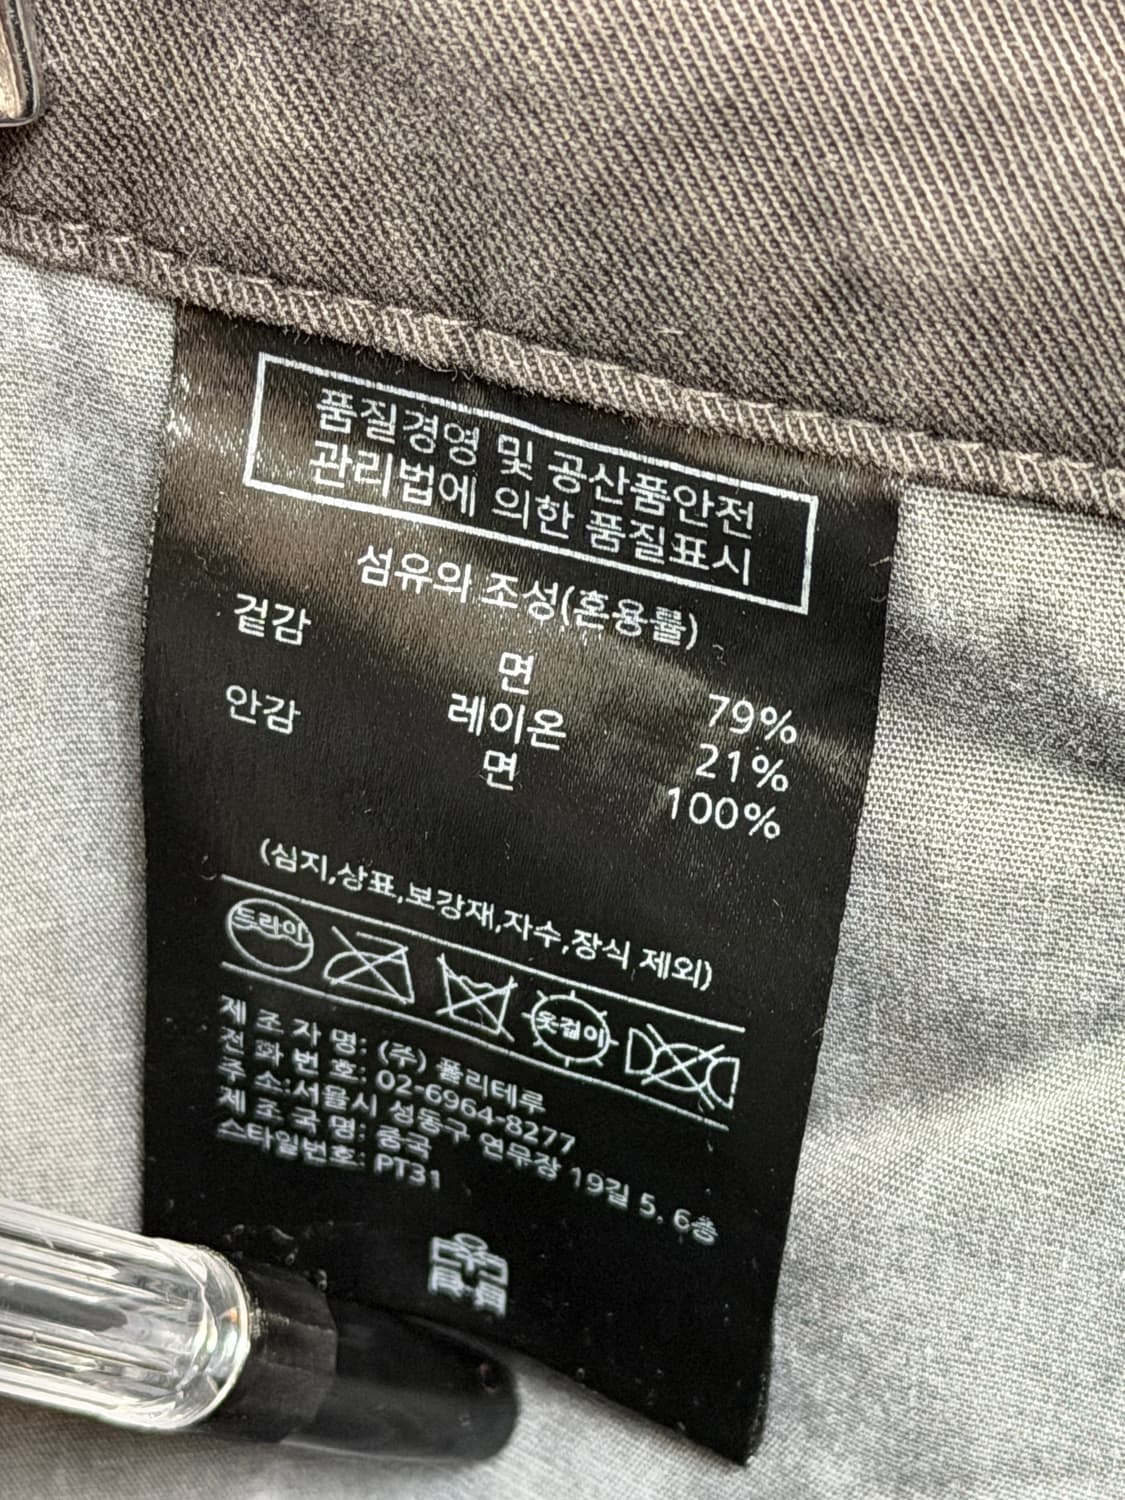 품질경영 및 공산품안전
관리법에 의한 품질표시
섬유의 조성(혼용률)
겉감 면 79%
레이온 21%
안감 면 100%
(심지,상표,보강재,자수,장식 제외)
드라이
옷걸이
제 조 자 명: (주) 폴리테루
전 화 번 호: 02-6964-8277
주 소:서울시 성동구 연무장 19길 5. 6층
제 조 국 명: 중국
스타일번호: PT31